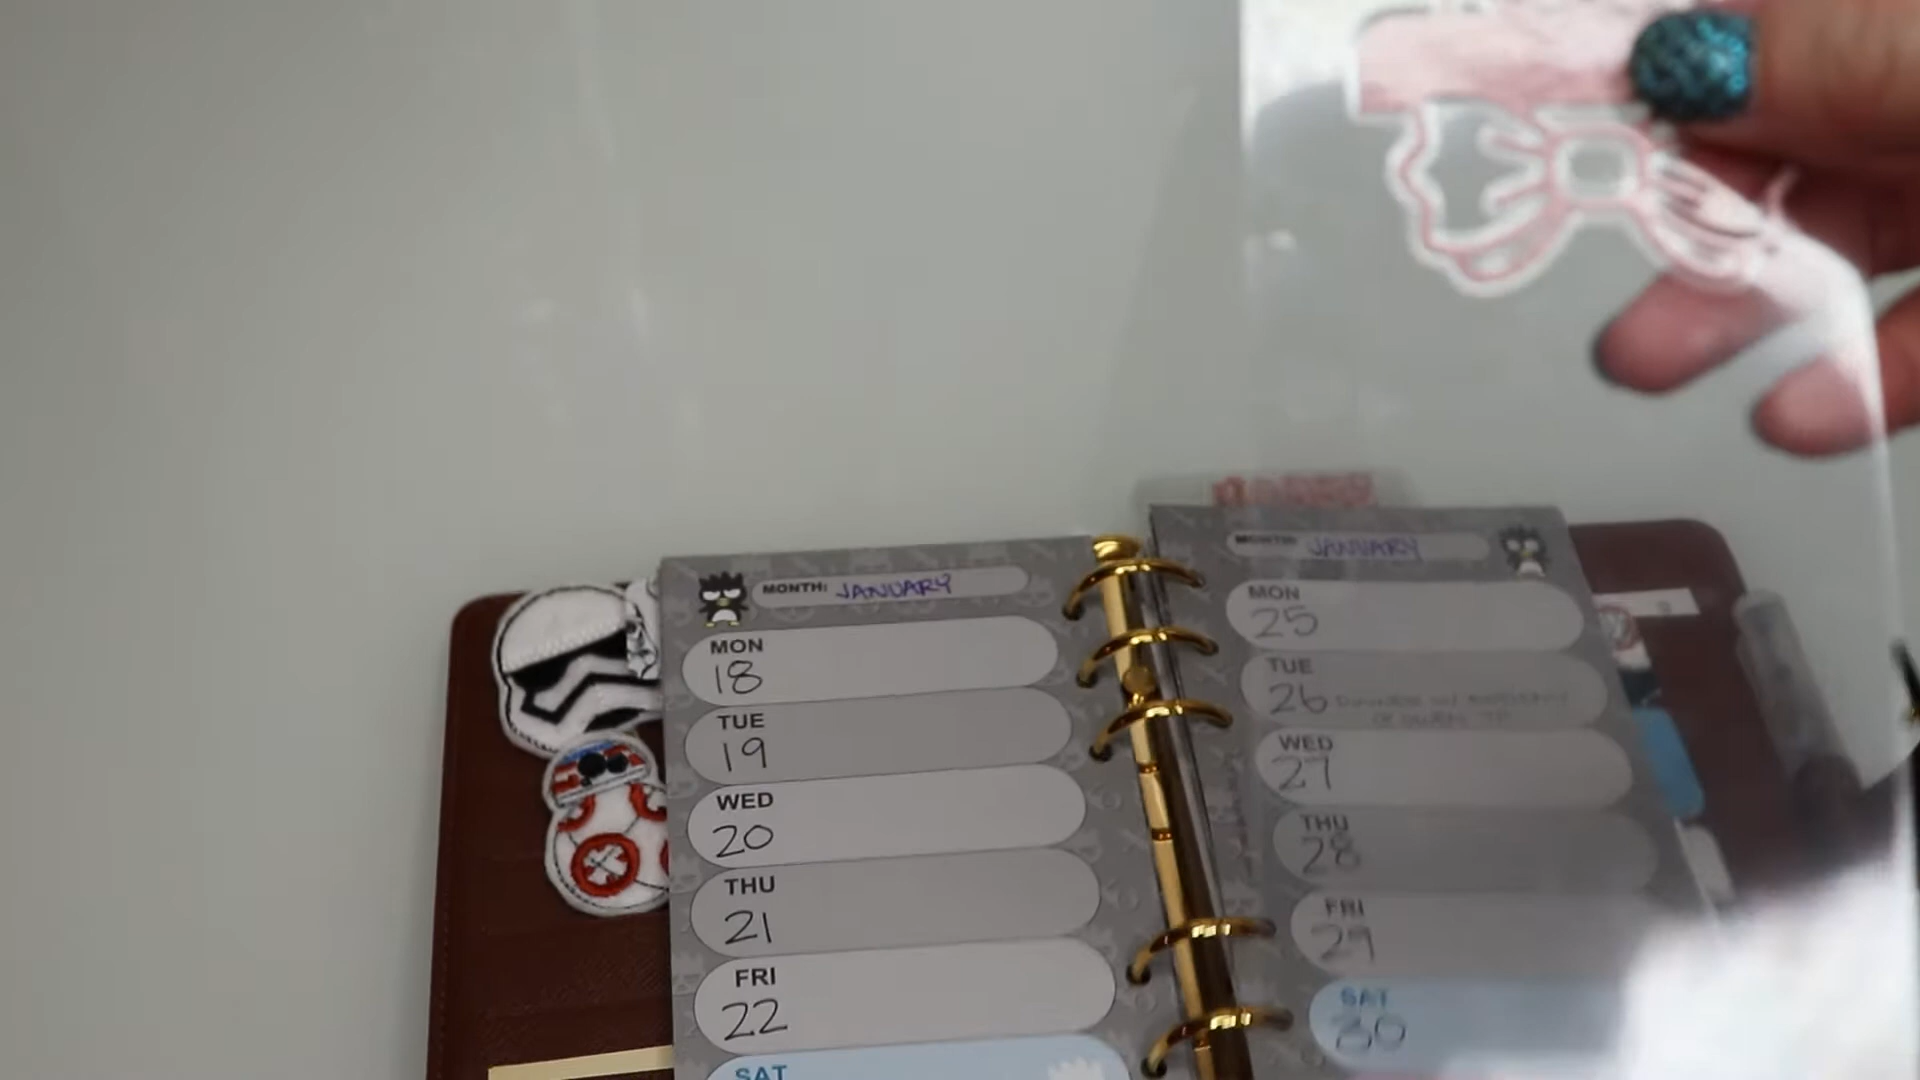 MONTH: JANUARY
MON
18
TUE
19
WED
20
THU
21
FRI
22
SAT
MONTH: JANUARY
MON
25
TUE
26
WED
27
THU
28
FRI
29
SAT
30